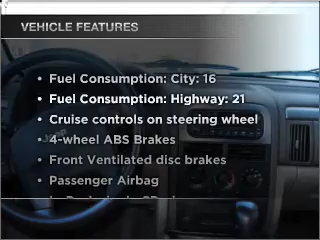 VEHICLE FEATURES
• Fuel Consumption: City: 16
• Fuel Consumption: Highway: 21
• Cruise controls on steering wheel
• 4-wheel ABS Brakes
• Front Ventilated disc brakes
• Passenger Airbag